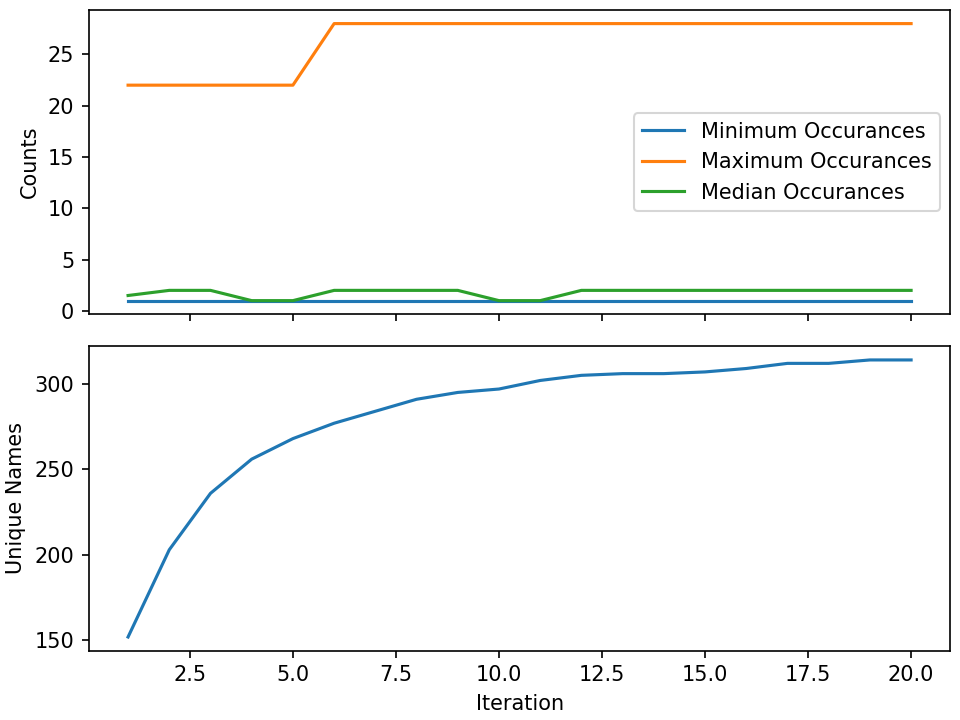 25
20
15
10
5
0
Counts
Minimum Occurances
Maximum Occurances
Median Occurances
300
250
200
150
Unique Names
2.5 5.0 7.5 10.0 12.5 15.0 17.5 20.0
Iteration